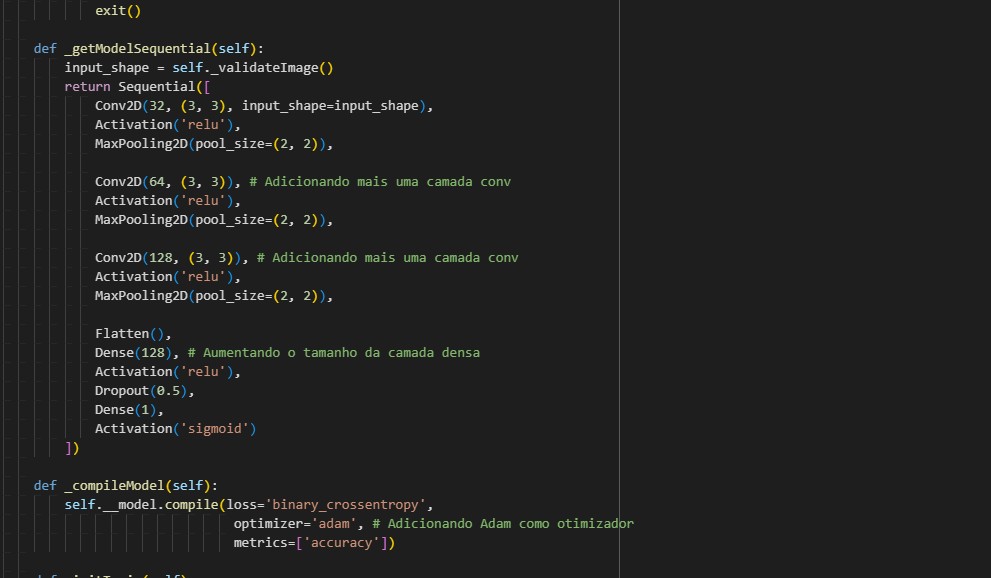 exit()
def _getModelSequential(self):
input_shape = self._validateImage()
return Sequential([
Conv2D(32, (3, 3), input_shape=input_shape),
Activation('relu'),
MaxPooling2D(pool_size=(2, 2)),
Conv2D(64, (3, 3)), # Adicionando mais uma camada conv
Activation('relu'),
MaxPooling2D(pool_size=(2, 2)),
Conv2D(128, (3, 3)), # Adicionando mais uma camada conv
Activation('relu'),
MaxPooling2D(pool_size=(2, 2)),
Flatten(),
Dense(128), # Aumentando o tamanho da camada densa
Activation('relu'),
Dropout(0.5),
Dense(1),
Activation('sigmoid')
])
def _compileModel(self):
self.__model.compile(loss='binary_crossentropy',
optimizer='adam', # Adicionando Adam como otimizador
metrics=['accuracy'])